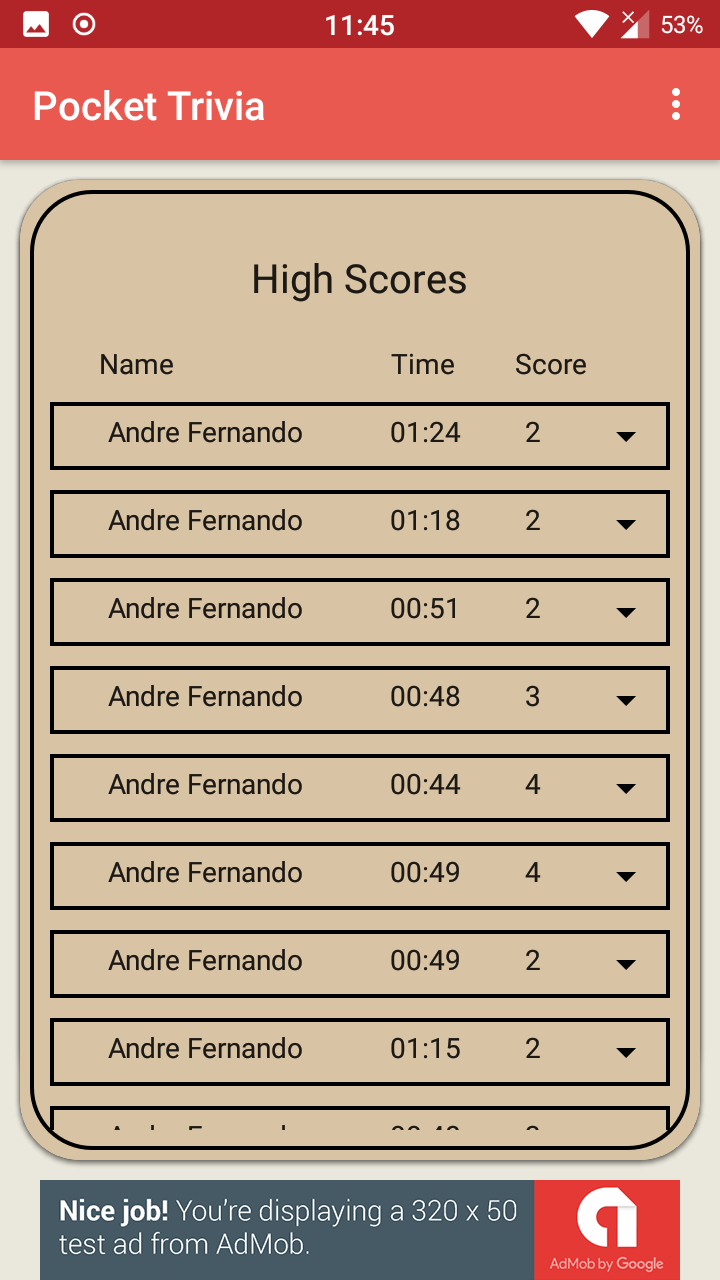 11:45 53%
Pocket Trivia
High Scores
Name Time Score
Andre Fernando 01:24 2
Andre Fernando 01:18 2
Andre Fernando 00:51 2
Andre Fernando 00:48 3
Andre Fernando 00:44 4
Andre Fernando 00:49 4
Andre Fernando 00:49 2
Andre Fernando 01:15 2
Nice job! You're displaying a 320 x 50
test ad from AdMob.
AdMob by Google